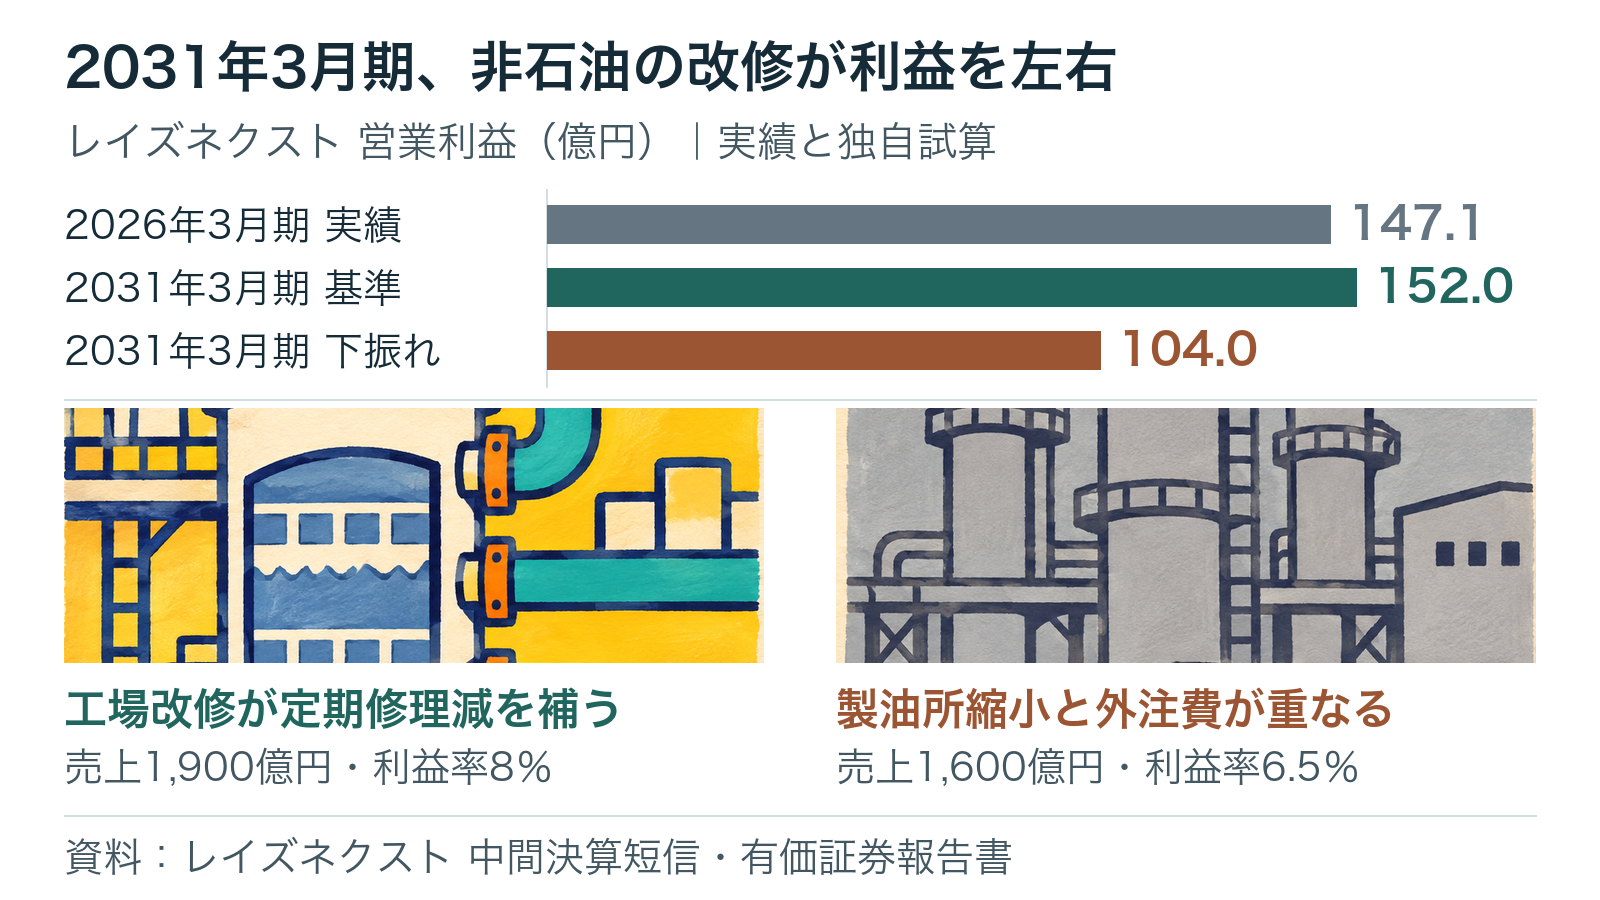 2031年3月期、非石油の改修が利益を左右
レイズネクスト 営業利益（億円）｜実績と独自試算
2026年3月期 実績
147.1
2031年3月期 基準
152.0
2031年3月期 下振れ
104.0
工場改修が定期修理減を補う
売上1,900億円・利益率8%
製油所縮小と外注費が重なる
売上1,600億円・利益率6.5%
資料：レイズネクスト 中間決算短信・有価証券報告書